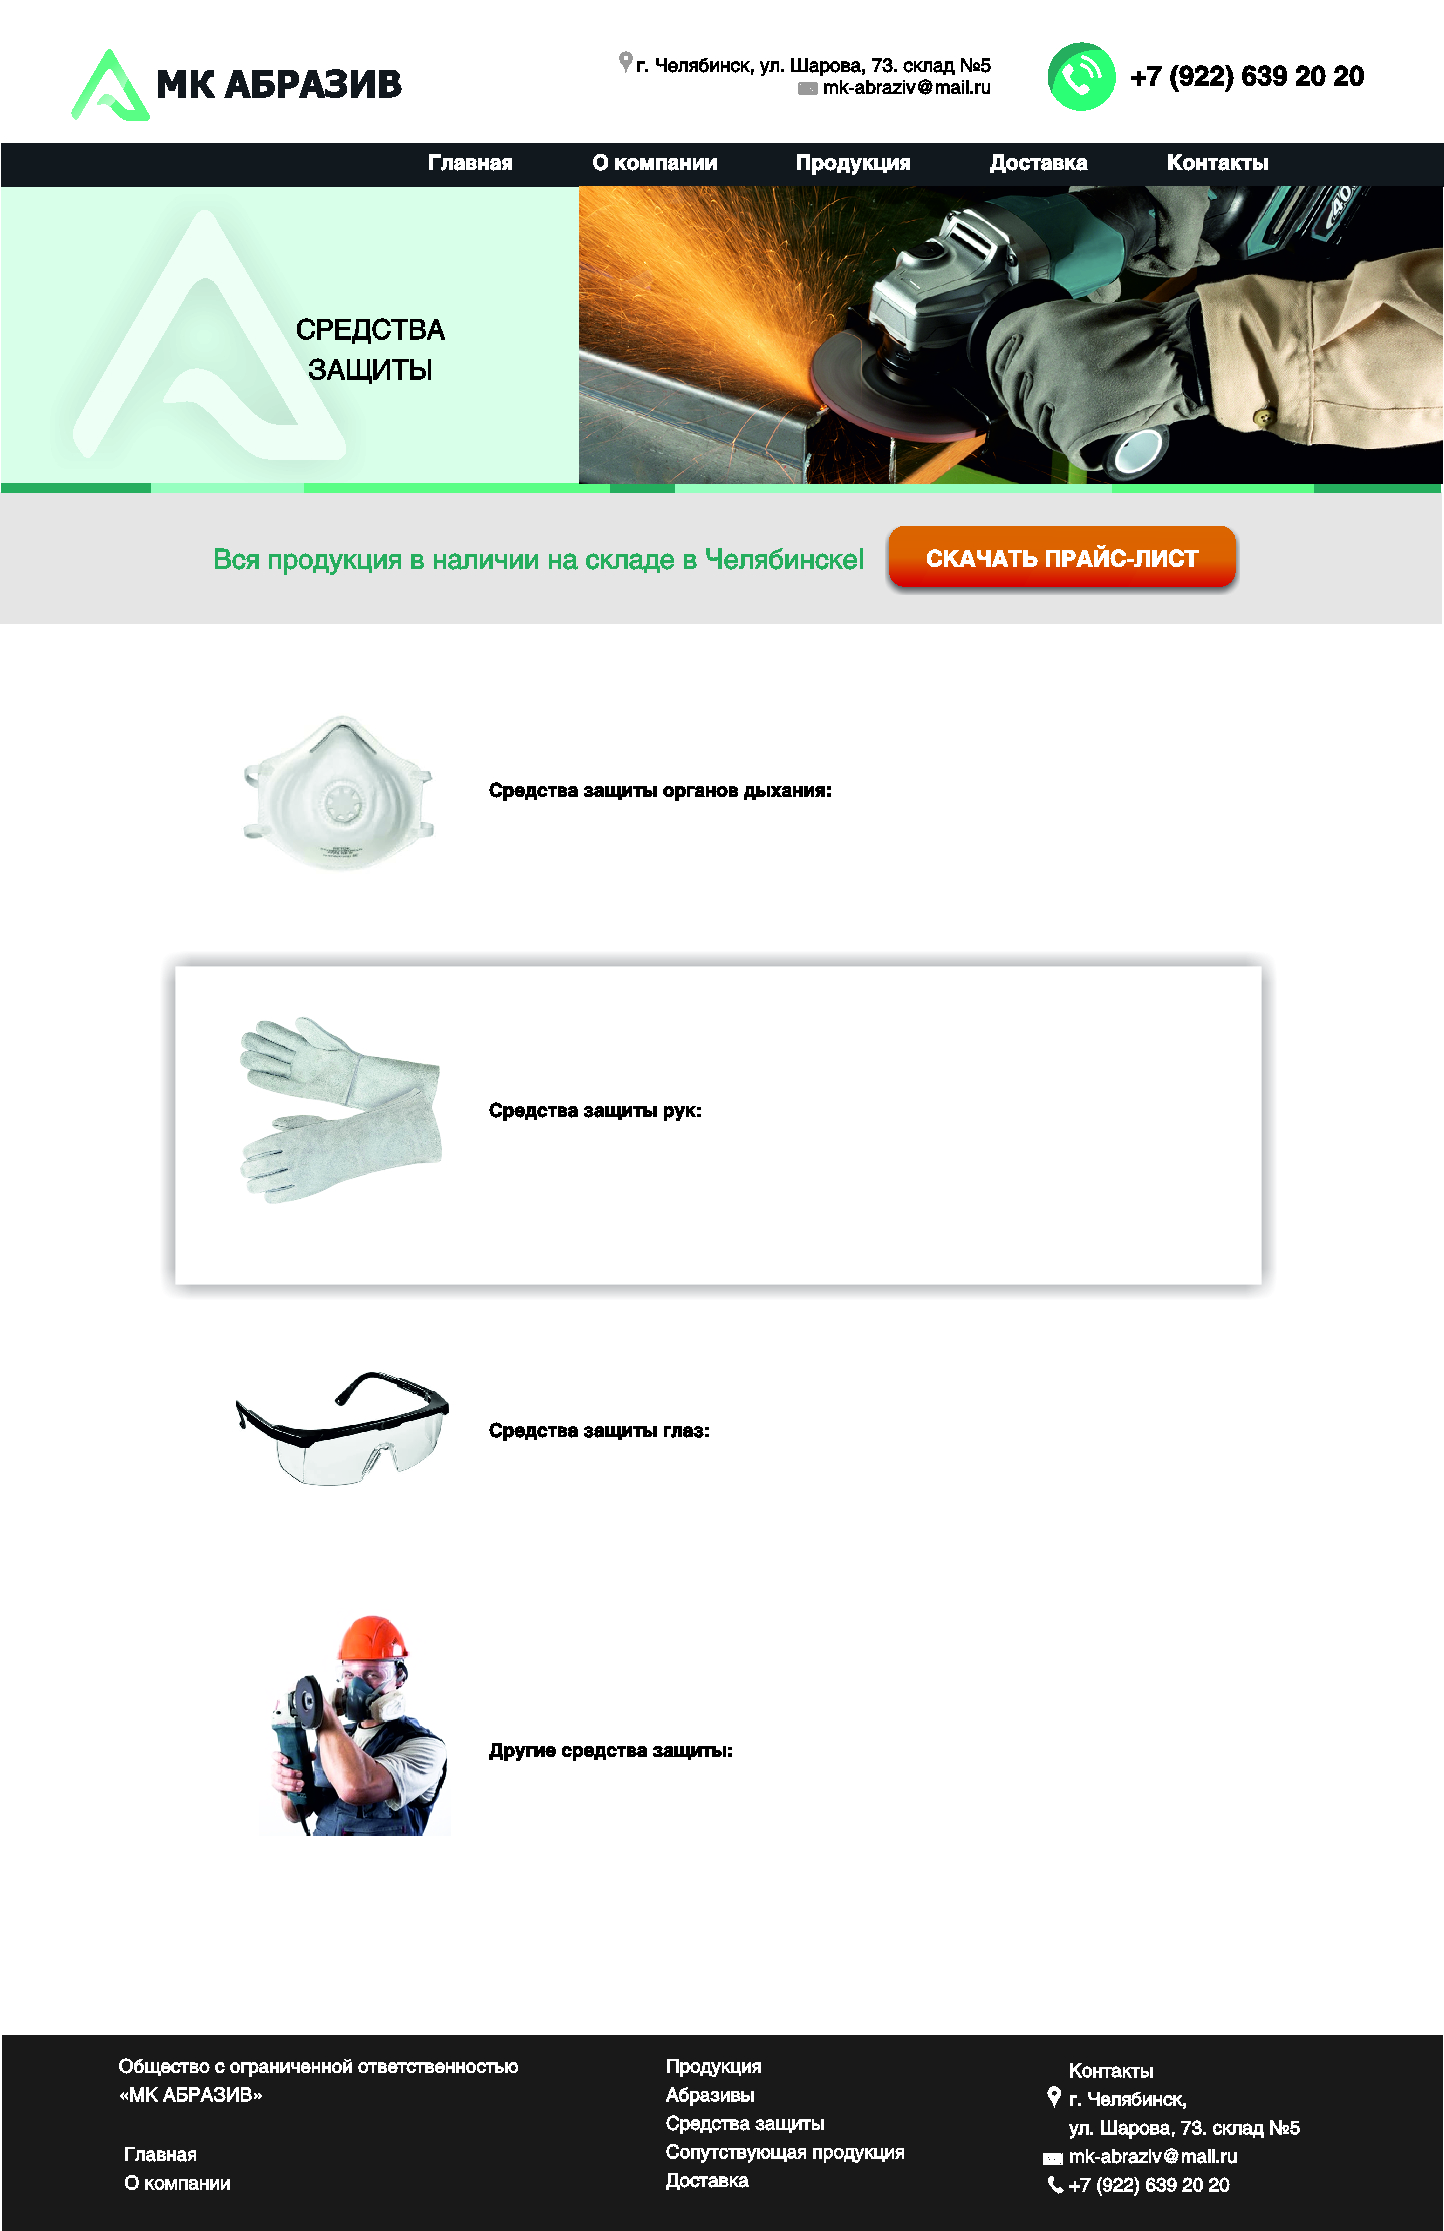 МК АБРАЗИВ
г. Челябинск, ул. Шарова, 73. склад №5
mk-abraziv@mail.ru
+7 (922) 639 20 20
Главная О компании Продукция Доставка Контакты
40
СРЕДСТВА
ЗАЩИТЫ
Вся продукция в наличии на складе в Челябинске!
СКАЧАТЬ ПРАЙС-ЛИСТ
Средства защиты органов дыхания:
Средства защиты рук:
Средства защиты глаз:
Другие средства защиты:
Общество с ограниченной ответственностью
«МК АБРАЗИВ»
Главная
О компании
Продукция
Абразивы
Средства защиты
Сопутствующая продукция
Доставка
Контакты
г. Челябинск,
ул. Шарова, 73. склад №5
mk-abraziv@mail.ru
+7 (922) 639 20 20